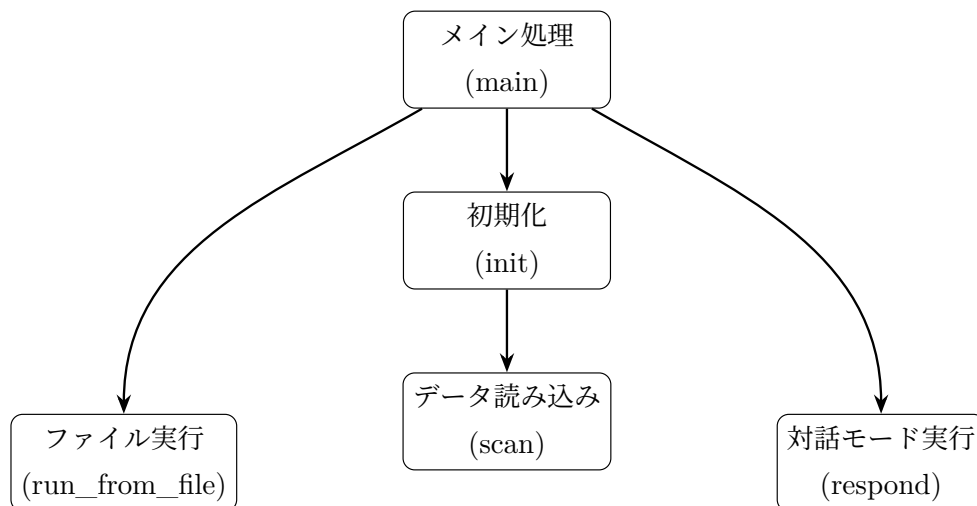 メイン処理
(main)
初期化
(init)
データ読み込み
(scan)
ファイル実行
(run_from_file)
対話モード実行
(respond)